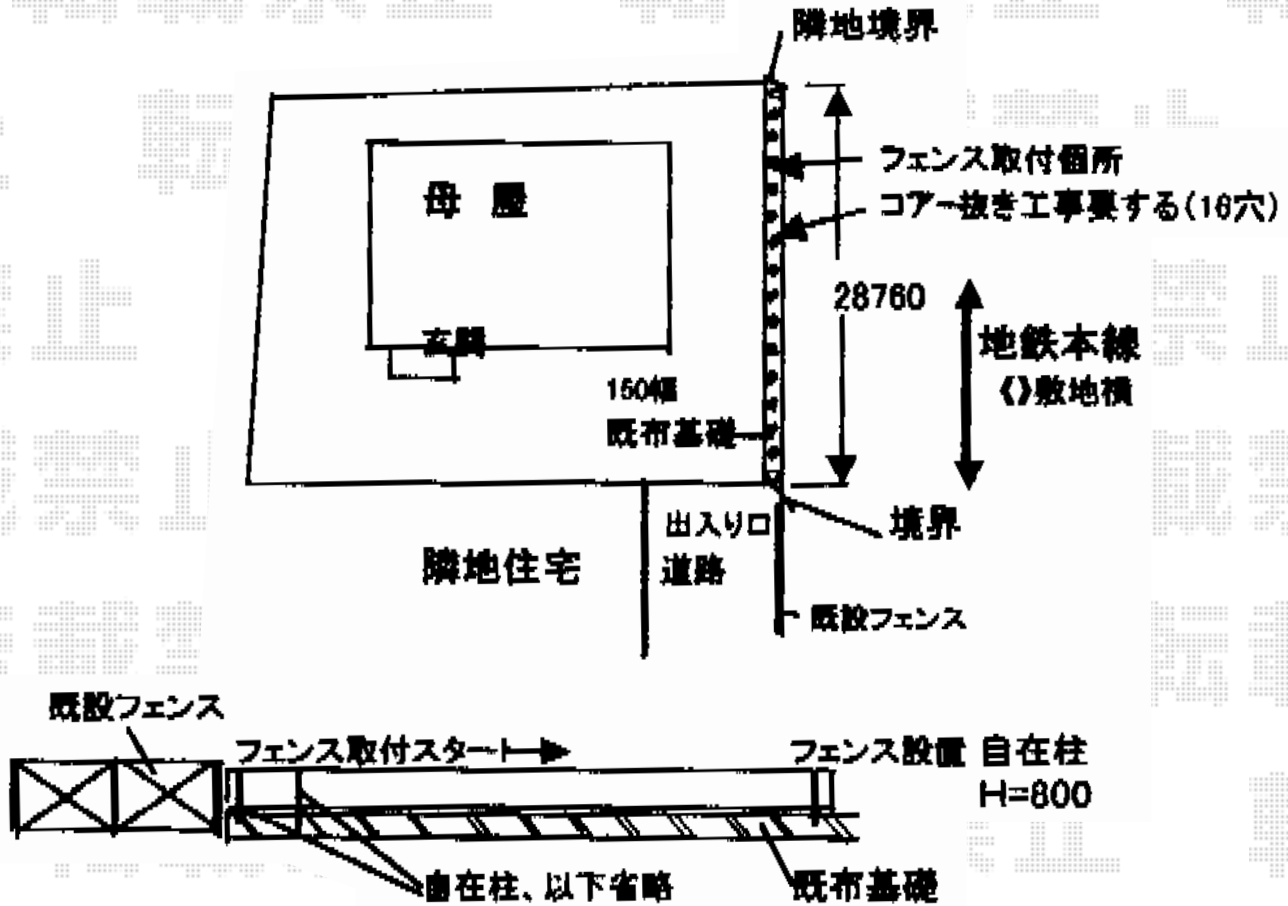 隣地境界
フェンス取付個所
コアー抜き工事要する(16穴)
母屋
28760
地鉄本線
《》敷地横
玄関
150幅
既布基礎
出入り口
道路
境界
隣地住宅
既設フェンス
既設フェンス
フェンス取付スタート
フェンス設置 自在柱
H=800
自在柱、以下省略
既布基礎